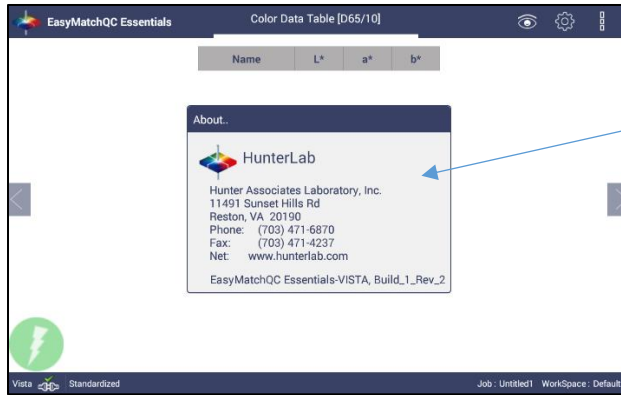 EasyMatchQC Essentials
Color Data Table [D65/10]
Name L* a* b*
About..
HunterLab
Hunter Associates Laboratory, Inc.
11491 Sunset Hills Rd
Reston, VA 20190
Phone: (703) 471-6870
Fax: (703) 471-4237
Net: www.hunterlab.com
EasyMatchQC Essentials-VISTA, Build_1_Rev_2
Vista Standardized Job : Untitled1 WorkSpace : Default